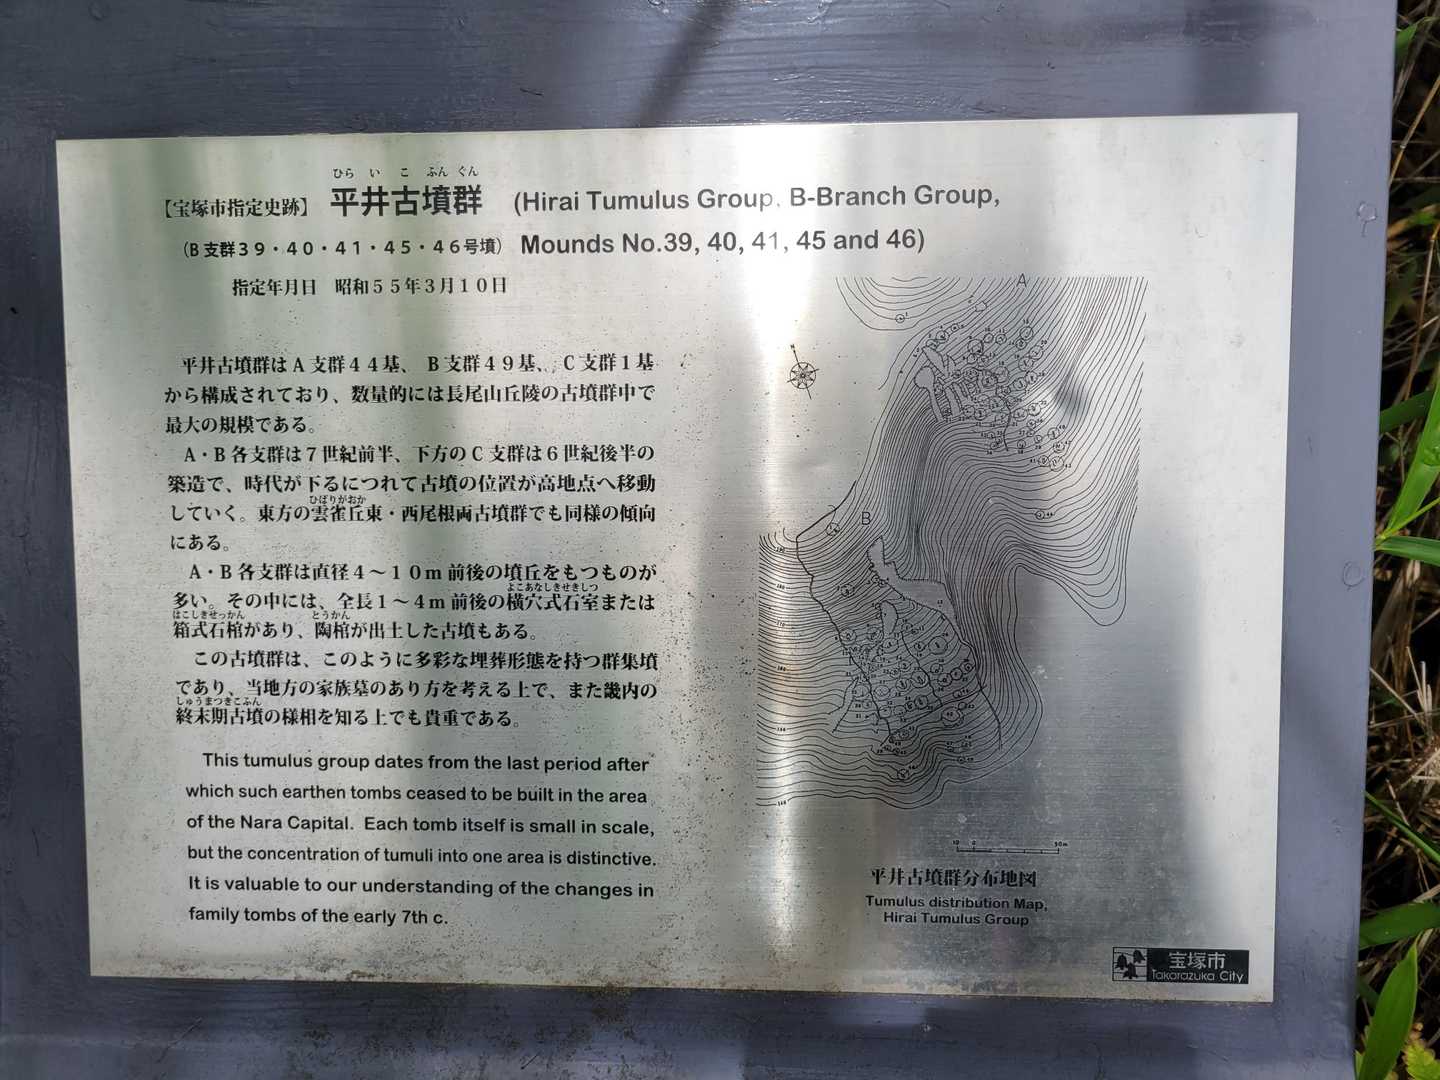 ひらいこふんぐん
【宝塚市指定史跡】 平井古墳群 (Hirai Tumulus Group, B-Branch Group,
（Ｂ支群３９・４０・４１・４５・４６号墳） Mounds No.39, 40, 41, 45 and 46)
指定年月日　昭和５５年３月１０日
平井古墳群はＡ支群４４基、Ｂ支群４９基、Ｃ支群１基
から構成されており、数量的には長尾山丘陵の古墳群中で
最大の規模である。
Ａ・Ｂ各支群は７世紀前半、下方のＣ支群は６世紀後半の
築造で、時代が下るにつれて古墳の位置が高地点へ移動
ひばりがおか
していく。東方の雲雀丘東・西尾根両古墳群でも同様の傾向
にある。
Ａ・Ｂ各支群は直径４～１０ｍ前後の墳丘をもつものが
よこあなしきせきしつ
多い。その中には、全長１～４ｍ前後の横穴式石室または
はこしきせっかん とうかん
箱式石棺があり、陶棺が出土した古墳もある。
この古墳群は、このように多彩な埋葬形態を持つ群集墳
であり、当地方の家族墓のあり方を考える上で、また畿内の
しゅうまつきこふん
終末期古墳の様相を知る上でも貴重である。
This tumulus group dates from the last period after
which such earthen tombs ceased to be built in the area
of the Nara Capital. Each tomb itself is small in scale,
but the concentration of tumuli into one area is distinctive.
It is valuable to our understanding of the changes in
family tombs of the early 7th c.
A
N
B
10 0 50m
平井古墳群分布地図
Tumulus distribution Map,
Hirai Tumulus Group
宝塚市
Takarazuka City